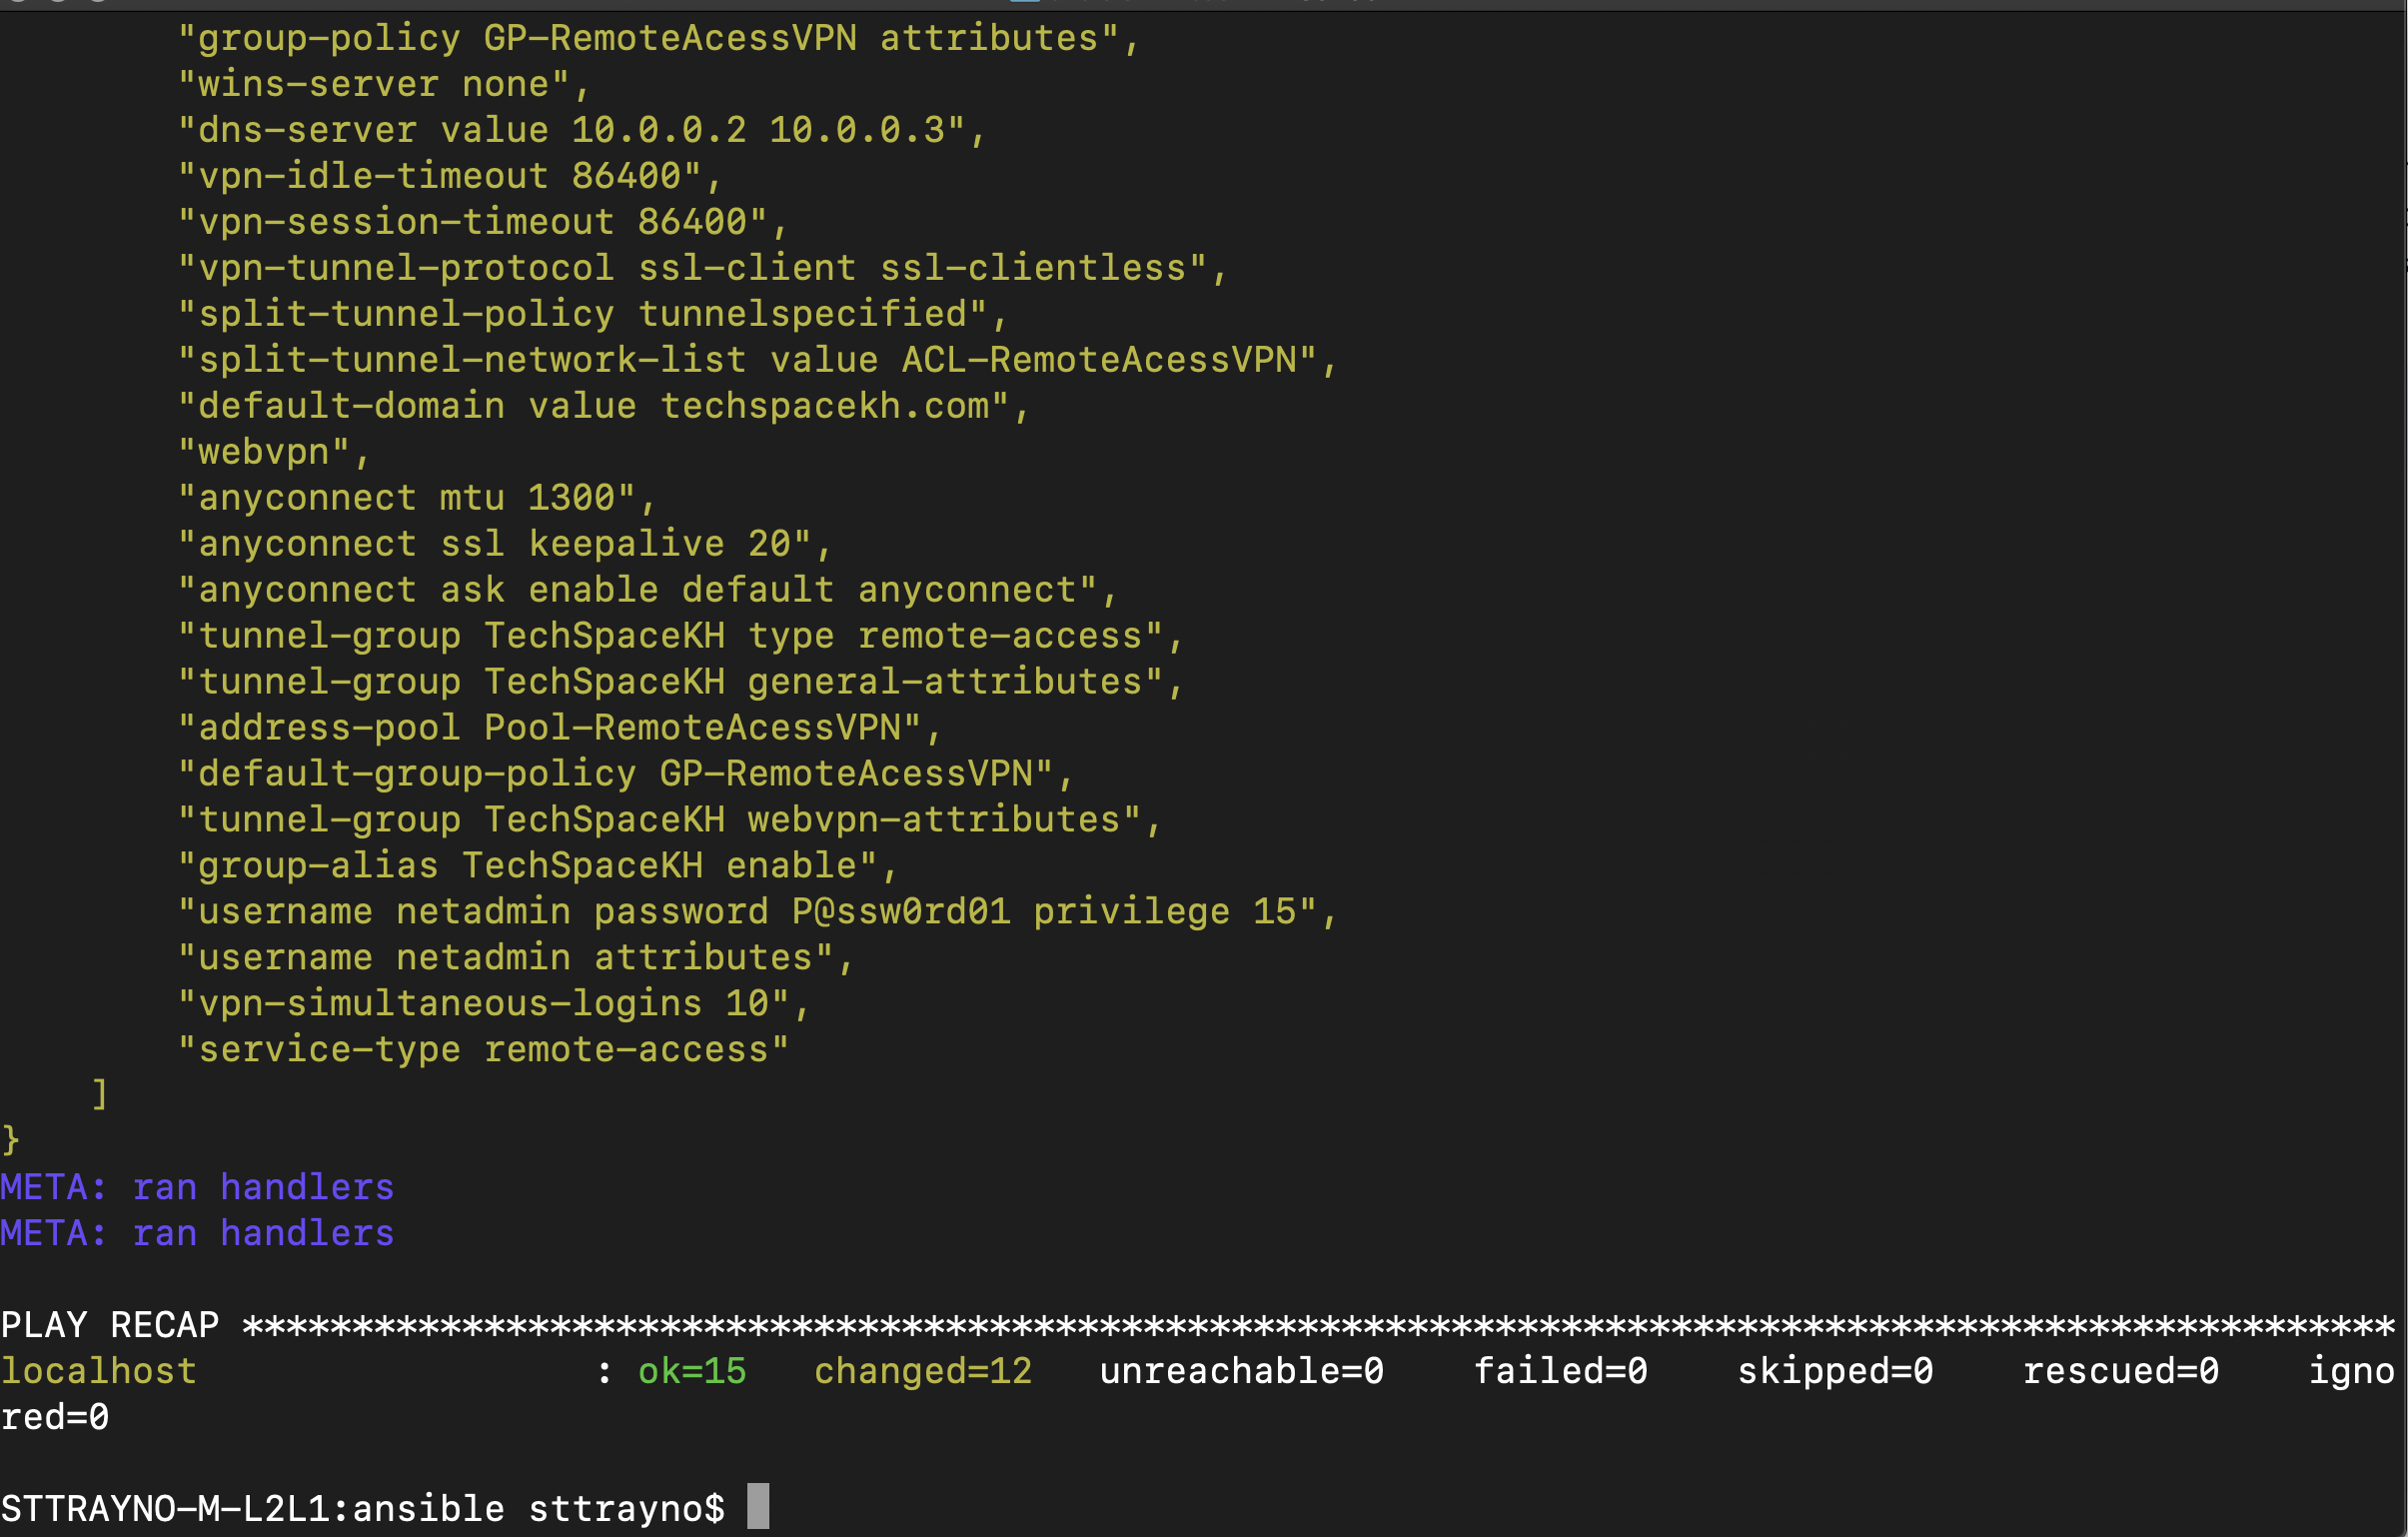 "group-policy GP-RemoteAcessVPN attributes",
"wins-server none",
"dns-server value 10.0.0.2 10.0.0.3",
"vpn-idle-timeout 86400",
"vpn-session-timeout 86400",
"vpn-tunnel-protocol ssl-client ssl-clientless",
"split-tunnel-policy tunnelspecified",
"split-tunnel-network-list value ACL-RemoteAcessVPN",
"default-domain value techspacekh.com",
"webvpn",
"anyconnect mtu 1300",
"anyconnect ssl keepalive 20",
"anyconnect ask enable default anyconnect",
"tunnel-group TechSpaceKH type remote-access",
"tunnel-group TechSpaceKH general-attributes",
"address-pool Pool-RemoteAcessVPN",
"default-group-policy GP-RemoteAcessVPN",
"tunnel-group TechSpaceKH webvpn-attributes",
"group-alias TechSpaceKH enable",
"username netadmin password P@ssw0rd01 privilege 15",
"username netadmin attributes",
"vpn-simultaneous-logins 10",
"service-type remote-access"
]
}
META: ran handlers
META: ran handlers
PLAY RECAP **************************************************************************************************
localhost : ok=15 changed=12 unreachable=0 failed=0 skipped=0 rescued=0 igno
red=0
STTRAYNO-M-L2L1:ansible sttrayno$